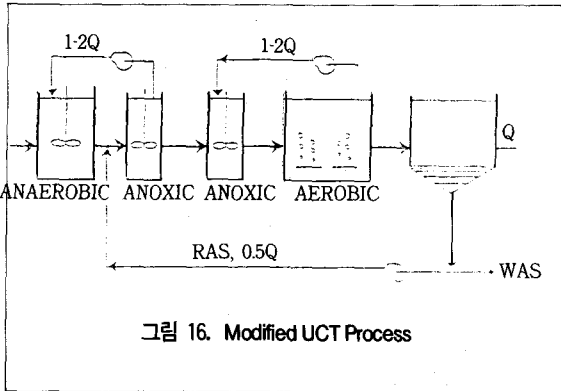 1-2Q
1-2Q
Q
ANAEROBIC ANOXIC ANOXIC AEROBIC
RAS, 0.5Q
WAS
그림 16. Modified UCT Process